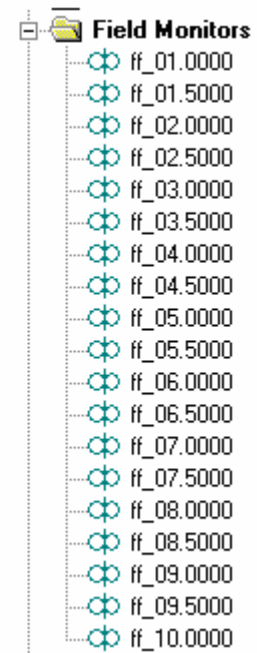 Field Monitors
ff_01.0000
ff_01.5000
ff_02.0000
ff_02.5000
ff_03.0000
ff_03.5000
ff_04.0000
ff_04.5000
ff_05.0000
ff_05.5000
ff_06.0000
ff_06.5000
ff_07.0000
ff_07.5000
ff_08.0000
ff_08.5000
ff_09.0000
ff_09.5000
ff_10.0000